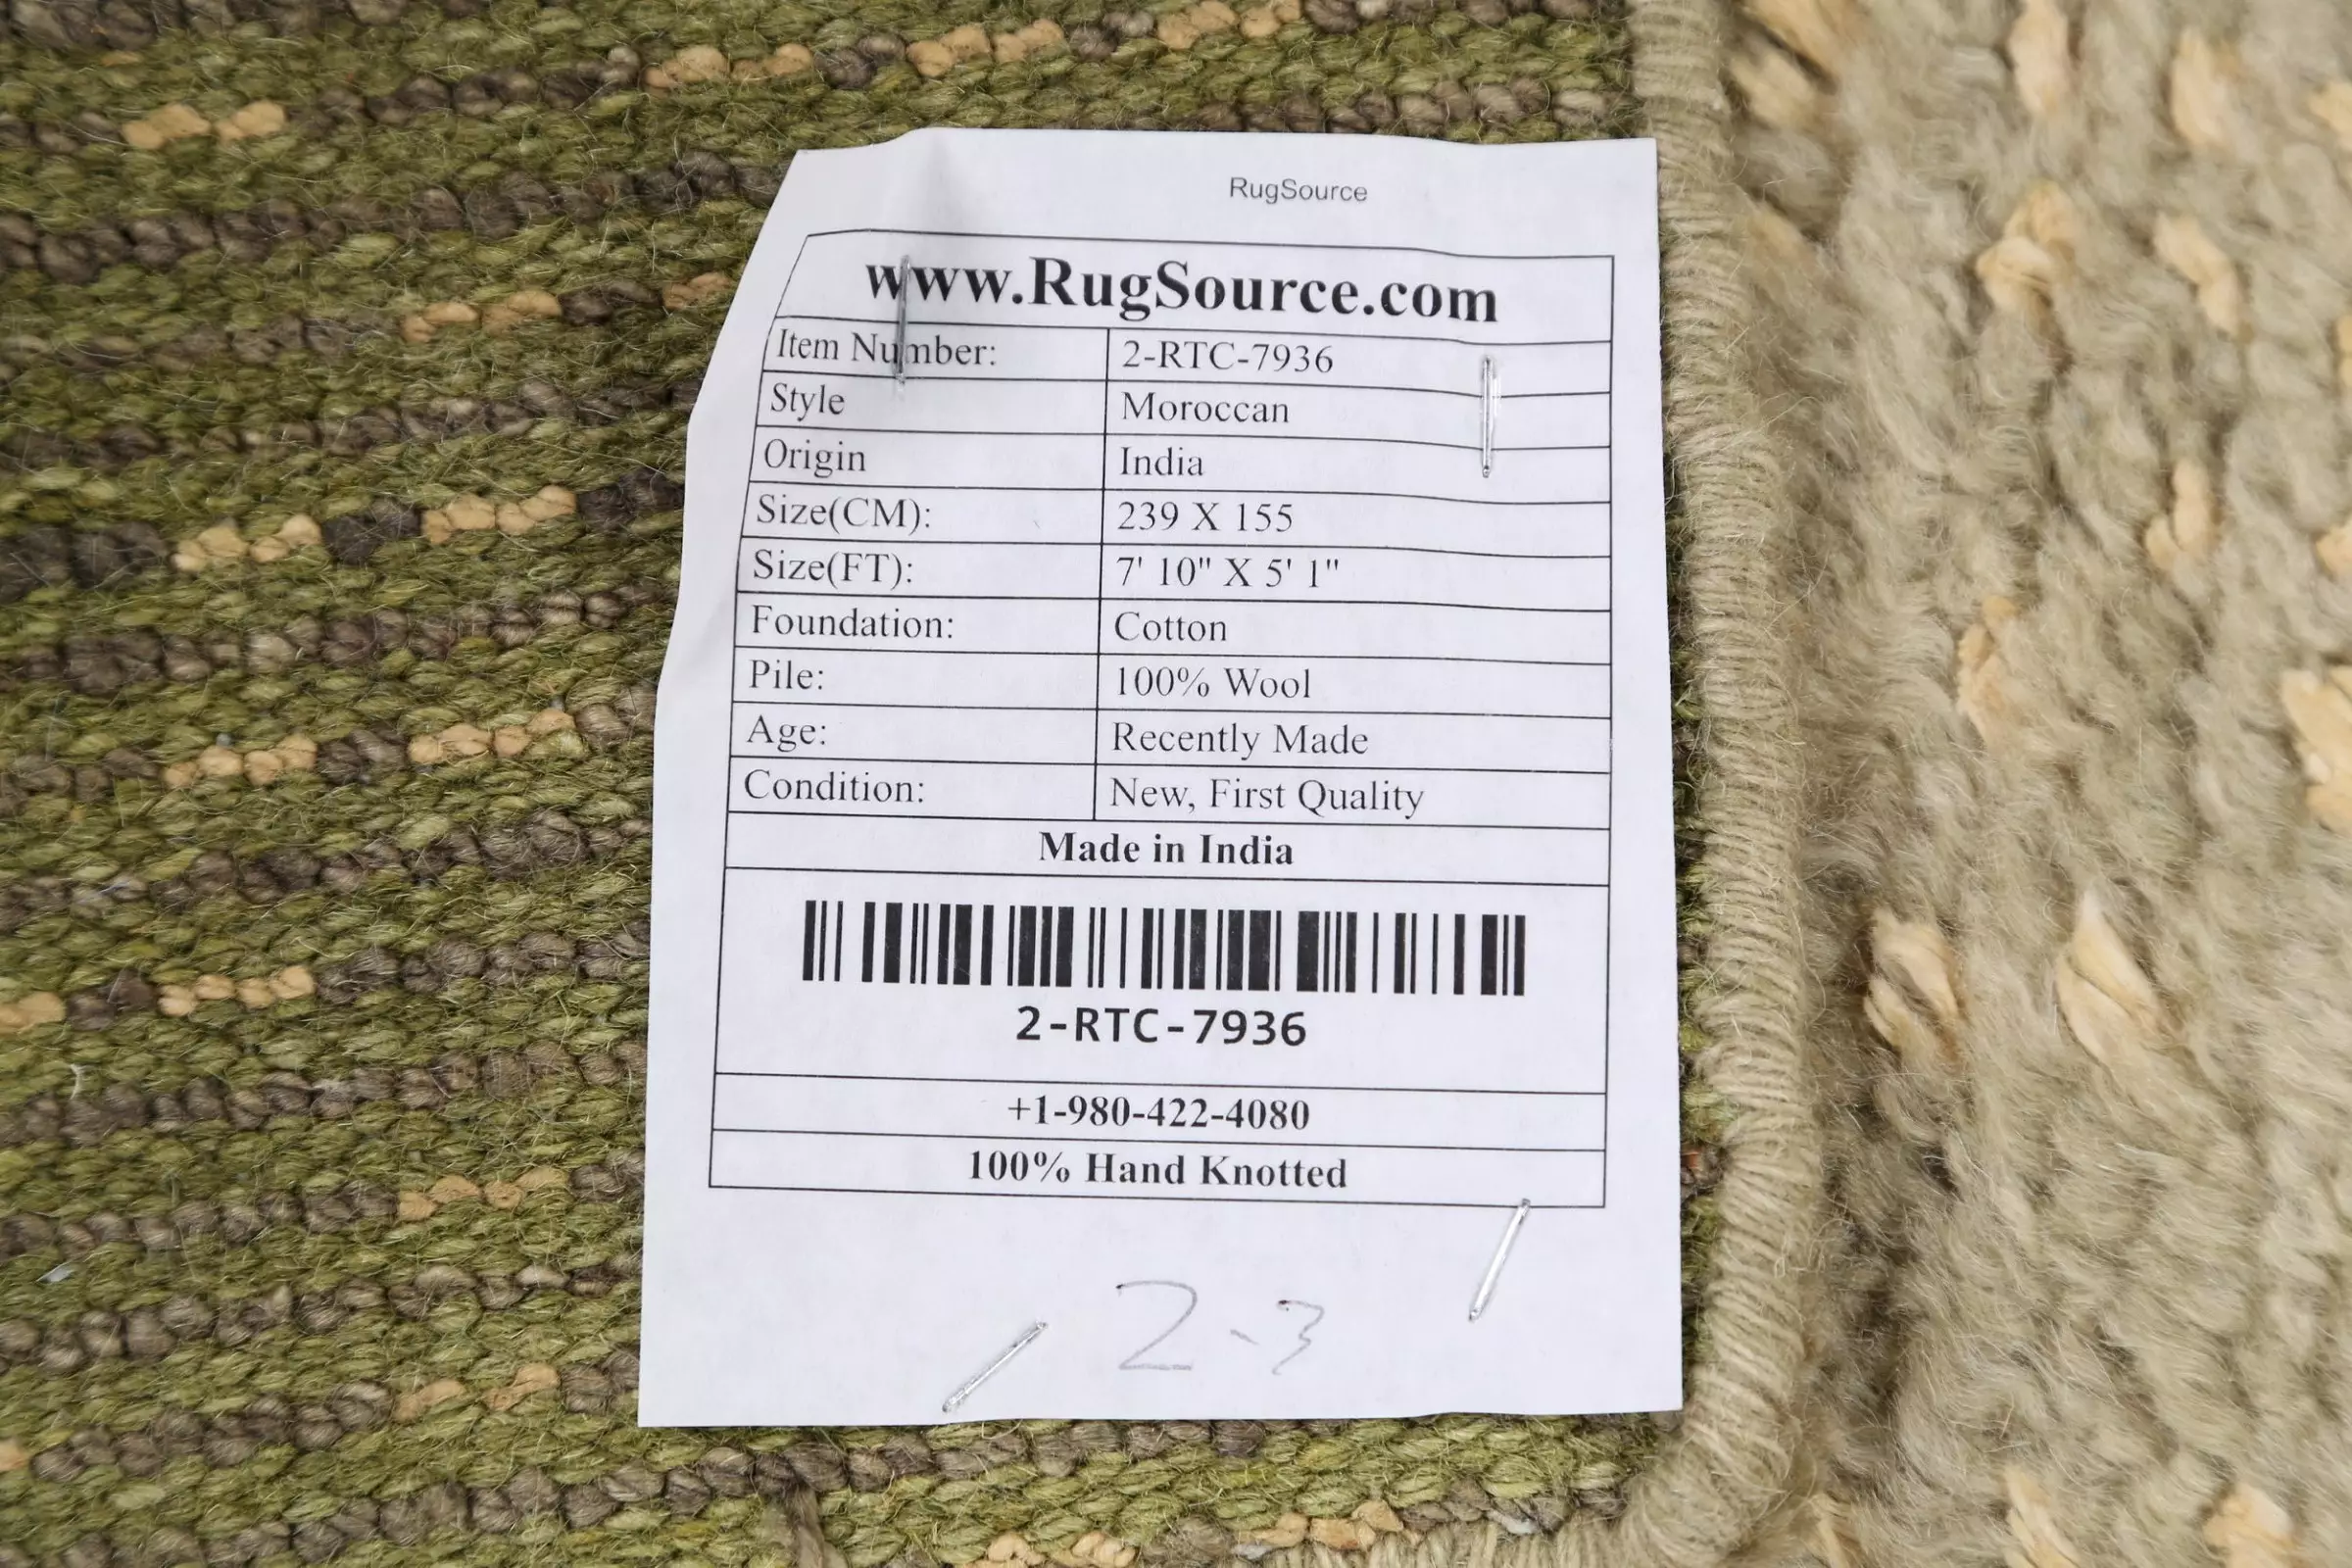 RugSource
www.RugSource.com
Item Number: 2-RTC-7936
Style Moroccan
Origin India
Size(CM): 239 X 155
Size(FT): 7' 10" X 5' 1"
Foundation: Cotton
Pile: 100% Wool
Age: Recently Made
Condition: New, First Quality
Made in India
2-RTC-7936
+1-980-422-4080
100% Hand Knotted
2-3